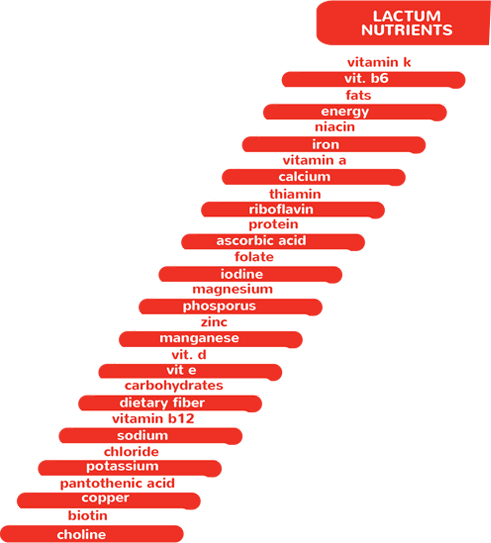 LACTUM
NUTRIENTS
vitamin k
vit. b6
fats
energy
niacin
iron
vitamin a
calcium
thiamin
riboflavin
protein
ascorbic acid
folate
iodine
magnesium
phosporus
zinc
manganese
vit. d
vit e
carbohydrates
dietary fiber
vitamin b12
sodium
chloride
potassium
pantothenic acid
copper
biotin
choline